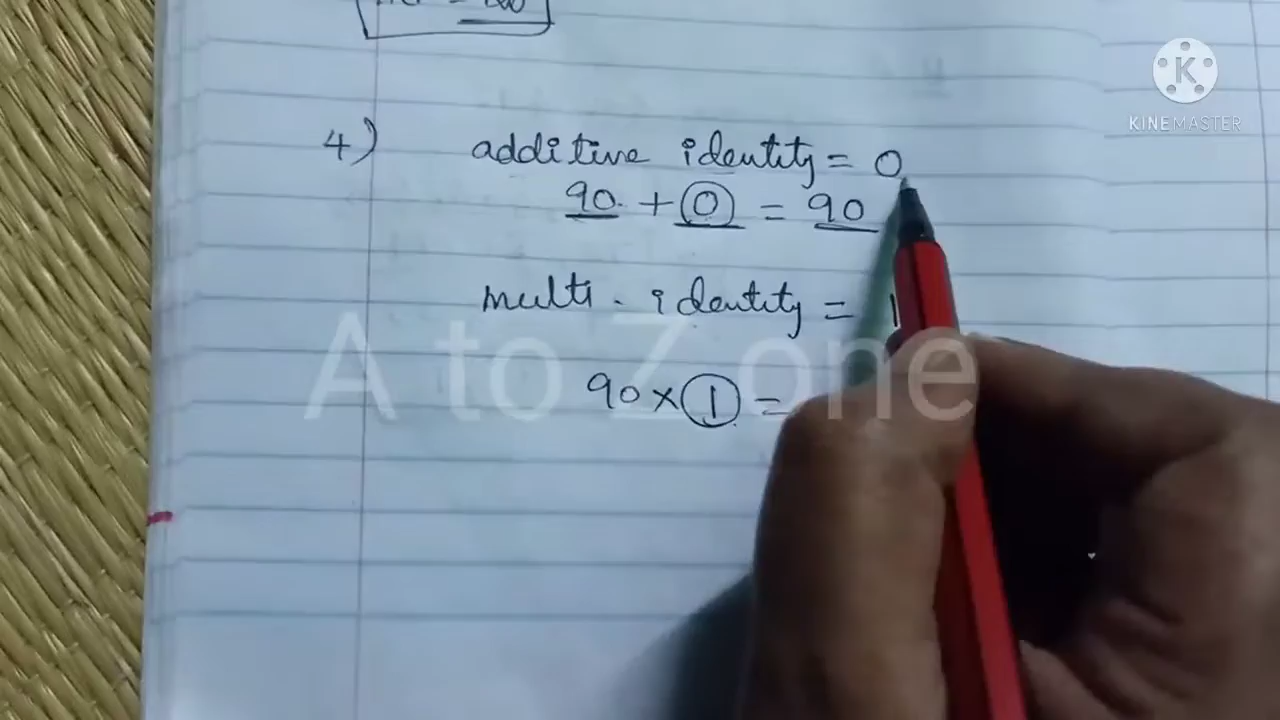 4) additive identity = 0
90 + 0 = 90
multi. identity = 1
90 × 1 =
A to Zone
KINEMASTER